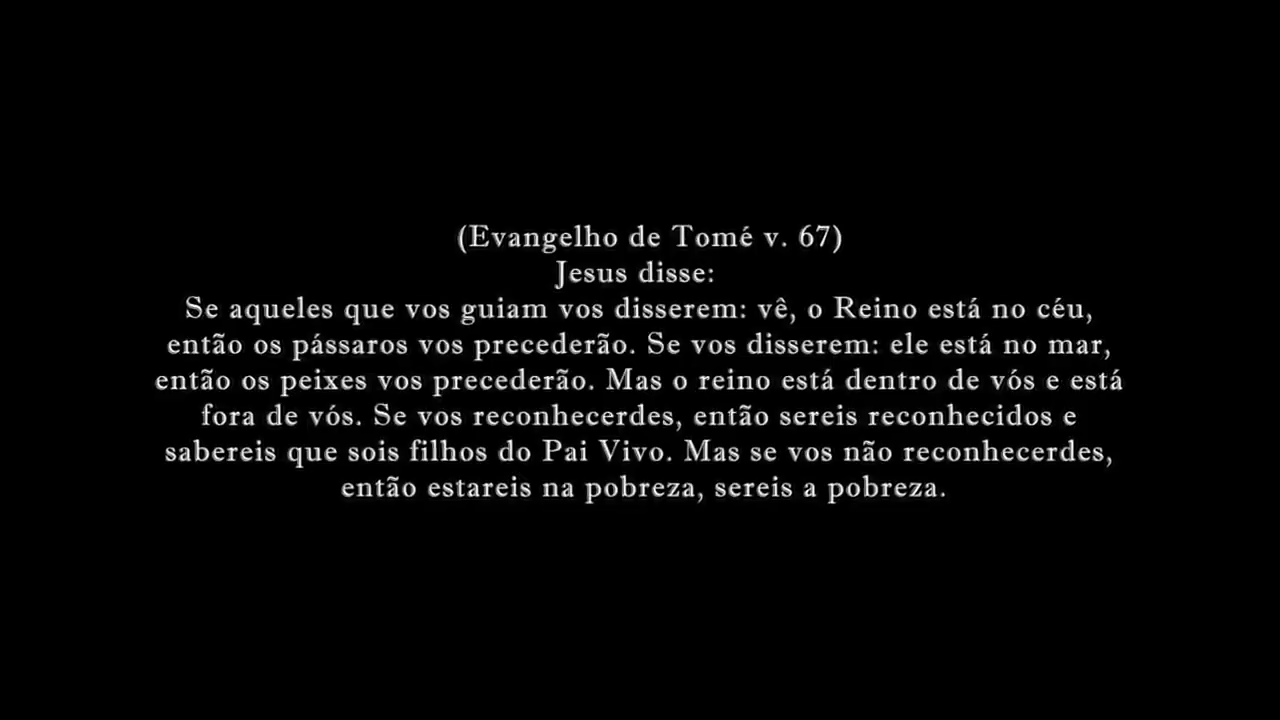 (Evangelho de Tomé v. 67)
Jesus disse:
Se aqueles que vos guiam vos disserem: vê, o Reino está no céu,
então os pássaros vos precederão. Se vos disserem: ele está no mar,
então os peixes vos precederão. Mas o reino está dentro de vós e está
fora de vós. Se vos reconhecerdes, então sereis reconhecidos e
sabereis que sois filhos do Pai Vivo. Mas se vos não reconhecerdes,
então estareis na pobreza, sereis a pobreza.